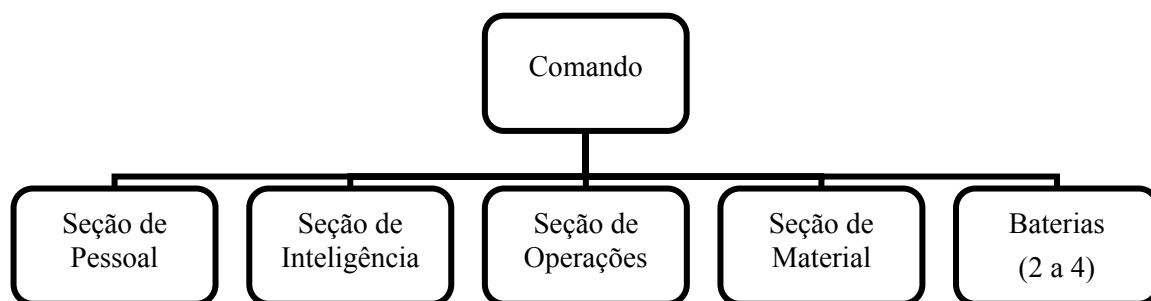 Comando
Seção de
Pessoal
Seção de
Inteligência
Seção de
Operações
Seção de
Material
Baterias
(2 a 4)